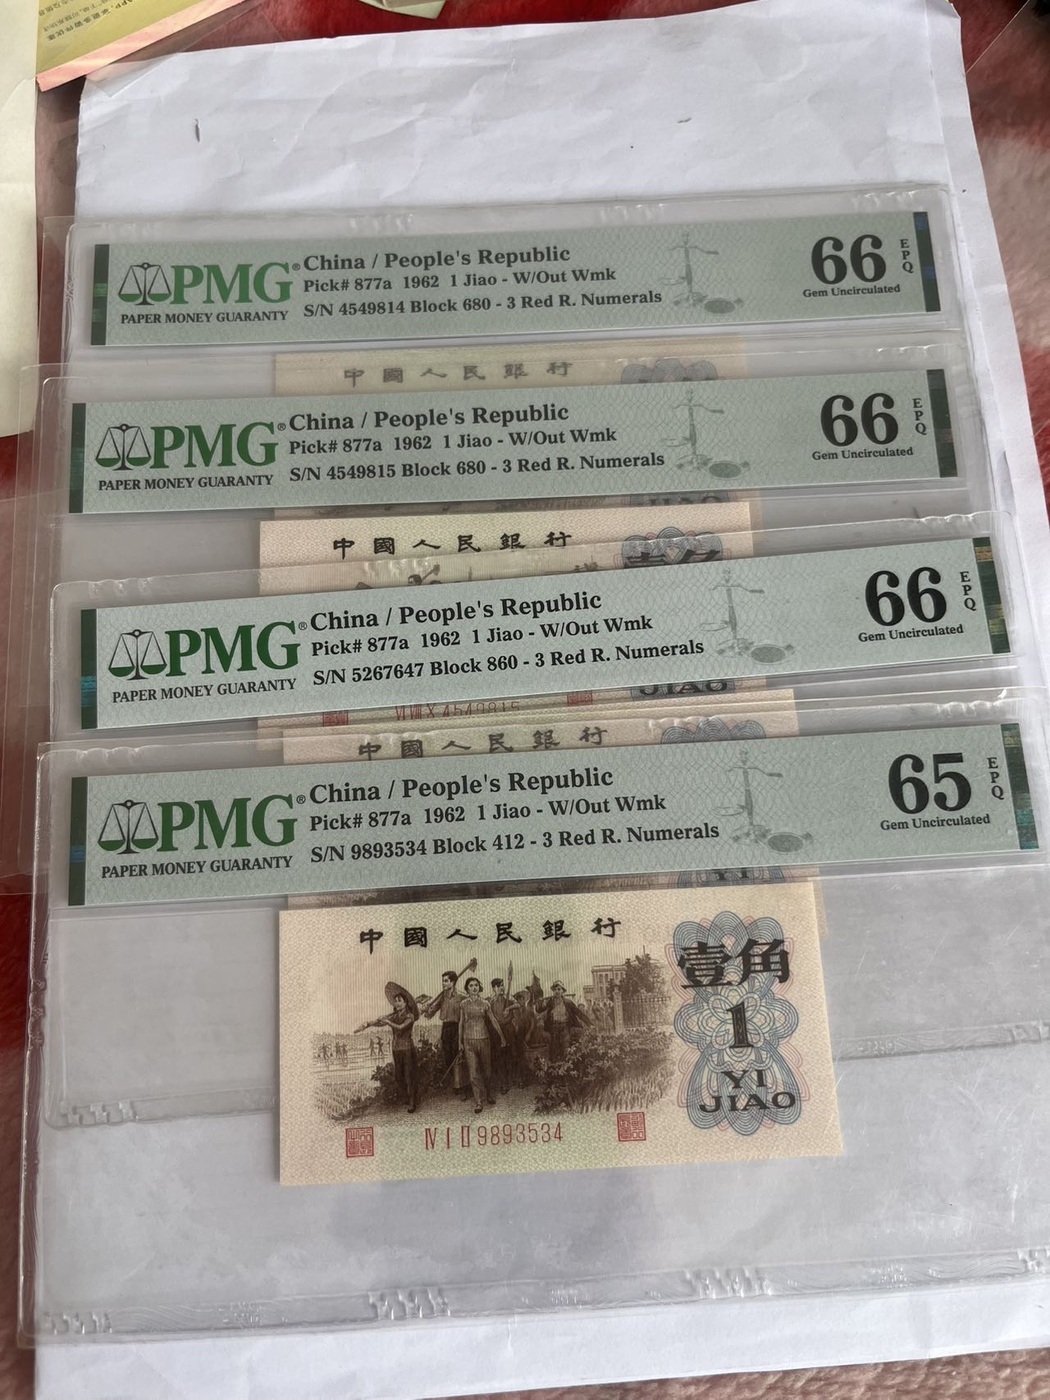 PMG®
PAPER MONEY GUARANTY
China / People's Republic
Pick# 877a 1962 1 Jiao - W/Out Wmk
S/N 4549814 Block 680 - 3 Red R. Numerals
66 EPQ
Gem Uncirculated
中國人民銀行
PMG®
PAPER MONEY GUARANTY
China / People's Republic
Pick# 877a 1962 1 Jiao - W/Out Wmk
S/N 4549815 Block 680 - 3 Red R. Numerals
66 EPQ
Gem Uncirculated
JIAO
中國人民銀行
壹角
PMG®
PAPER MONEY GUARANTY
China / People's Republic
Pick# 877a 1962 1 Jiao - W/Out Wmk
S/N 5267647 Block 860 - 3 Red R. Numerals
66 EPQ
Gem Uncirculated
JIAO
4549815
中國人民銀行
PMG®
PAPER MONEY GUARANTY
China / People's Republic
Pick# 877a 1962 1 Jiao - W/Out Wmk
S/N 9893534 Block 412 - 3 Red R. Numerals
65 EPQ
Gem Uncirculated
YI
中國人民銀行
壹角
1
YI
JIAO
Ⅳ Ⅰ Ⅱ 9893534